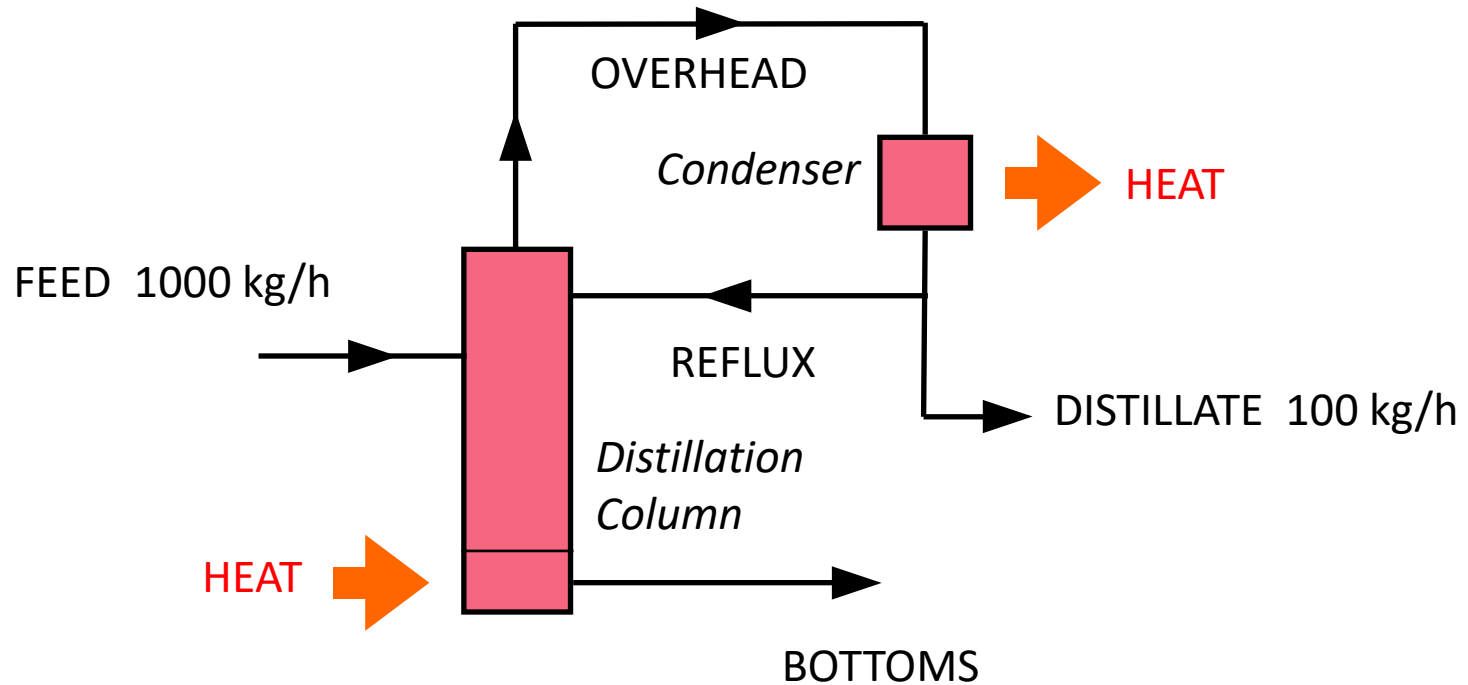 OVERHEAD
Condenser
HEAT
FEED 1000 kg/h
REFLUX
DISTILLATE 100 kg/h
Distillation
Column
HEAT
BOTTOMS